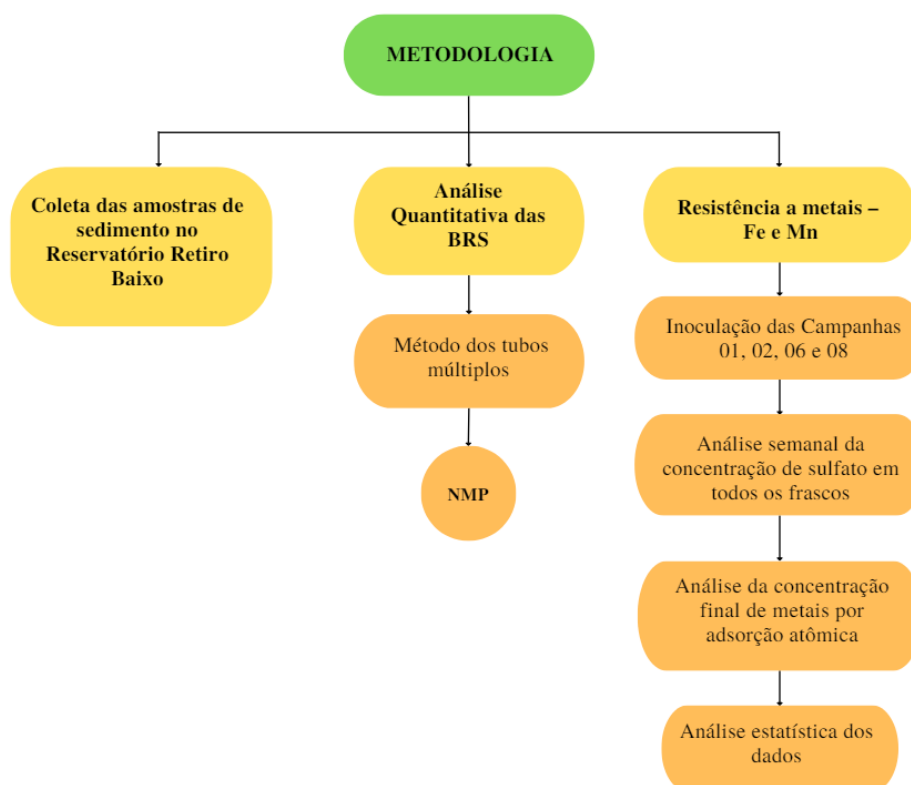 METODOLOGIA
Coleta das amostras de
sedimento no
Reservatório Retiro
Baixo
Análise
Quantitativa das
BRS
Método dos tubos
múltiplos
NMP
Resistência a metais –
Fe e Mn
Inoculação das Campanhas
01, 02, 06 e 08
Análise semanal da
concentração de sulfato em
todos os frascos
Análise da concentração
final de metais por
adsorção atômica
Análise estatística dos
dados